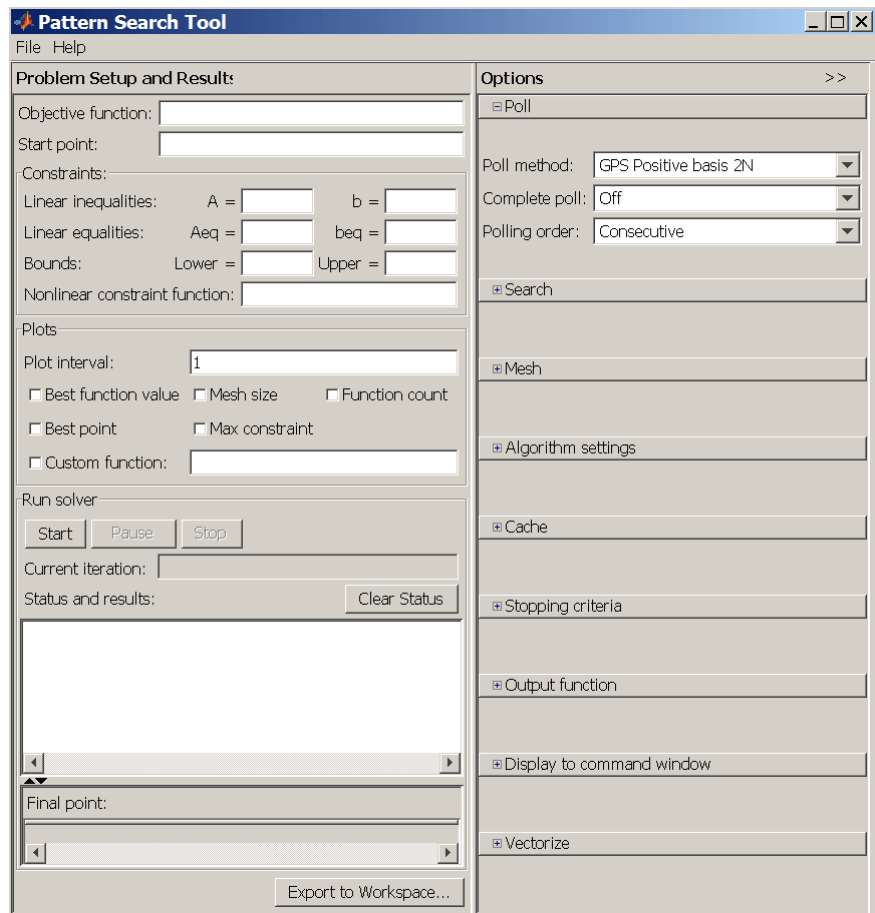 Pattern Search Tool
File Help
Problem Setup and Results
Objective function:
Start point:
Constraints:
Linear inequalities: A = b =
Linear equalities: Aeq = beq =
Bounds: Lower = Upper =
Nonlinear constraint function:
Plots
Plot interval: 1
Best function value Mesh size Function count
Best point Max constraint
Custom function:
Run solver
Start Pause Stop
Current iteration:
Status and results: Clear Status
Final point:
Export to Workspace...
Options >>
Poll
Poll method: GPS Positive basis 2N
Complete poll: Off
Polling order: Consecutive
Search
Mesh
Algorithm settings
Cache
Stopping criteria
Output function
Display to command window
Vectorize